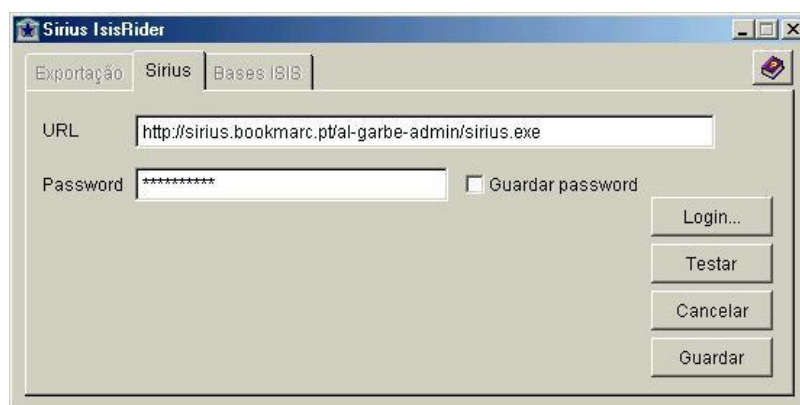 Sirius IsisRider
Exportação Sirius Bases ISIS
URL http://sirius.bookmarc.pt/al-garbe-admin/sirius.exe
Password ********** Guardar password
Login...
Testar
Cancelar
Guardar